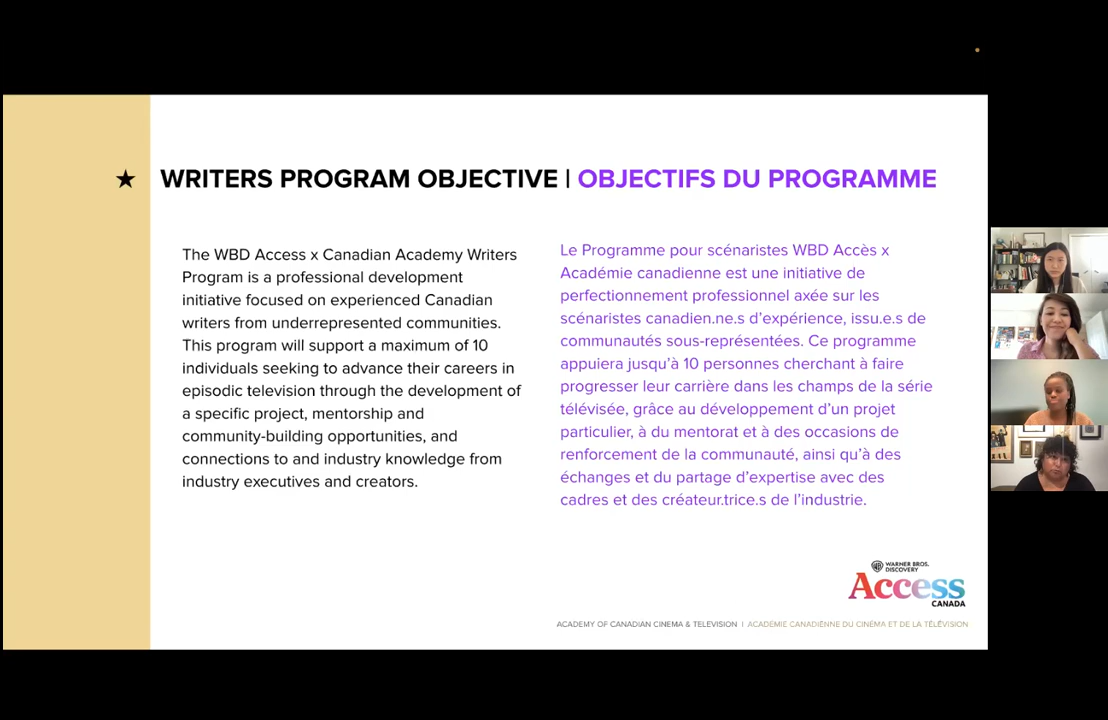 WRITERS PROGRAM OBJECTIVE | OBJECTIFS DU PROGRAMME
The WBD Access x Canadian Academy Writers
Program is a professional development
initiative focused on experienced Canadian
writers from underrepresented communities.
This program will support a maximum of 10
individuals seeking to advance their careers in
episodic television through the development of
a specific project, mentorship and
community-building opportunities, and
connections to and industry knowledge from
industry executives and creators.
Le Programme pour scénaristes WBD Accès x
Académie canadienne est une initiative de
perfectionnement professionnel axée sur les
scénaristes canadien.ne.s d’expérience, issu.e.s de
communautés sous-représentées. Ce programme
appuiera jusqu’à 10 personnes cherchant à faire
progresser leur carrière dans les champs de la série
télévisée, grâce au développement d’un projet
particulier, à du mentorat et à des occasions de
renforcement de la communauté, ainsi qu’à des
échanges et du partage d’expertise avec des
cadres et des créateur.trice.s de l’industrie.
WARNER BROS.
DISCOVERY
Access
CANADA
ACADEMY OF CANADIAN CINEMA & TELEVISION | ACADÉMIE CANADIENNE DU CINÉMA ET DE LA TÉLÉVISION